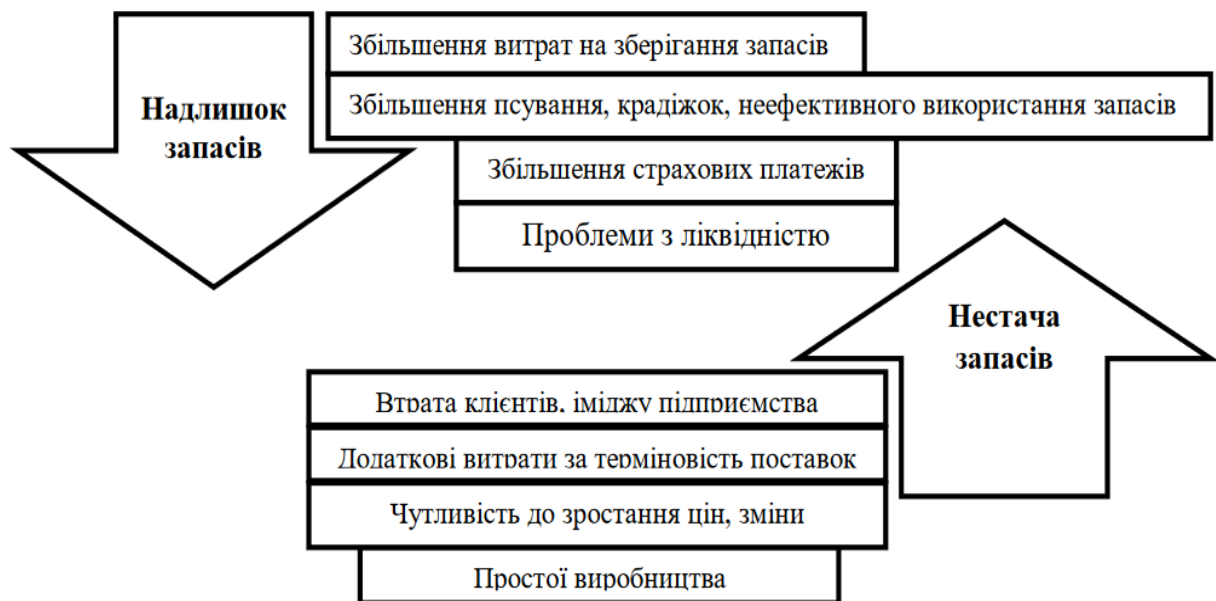 Надлишок
запасів
Збільшення витрат на зберігання запасів
Збільшення псування, крадіжок, неефективного використання запасів
Збільшення страхових платежів
Проблеми з ліквідністю
Нестача
запасів
Втрата клієнтів, іміджу підприємства
Додаткові витрати за терміновість поставок
Чутливість до зростання цін, зміни
Простої виробництва